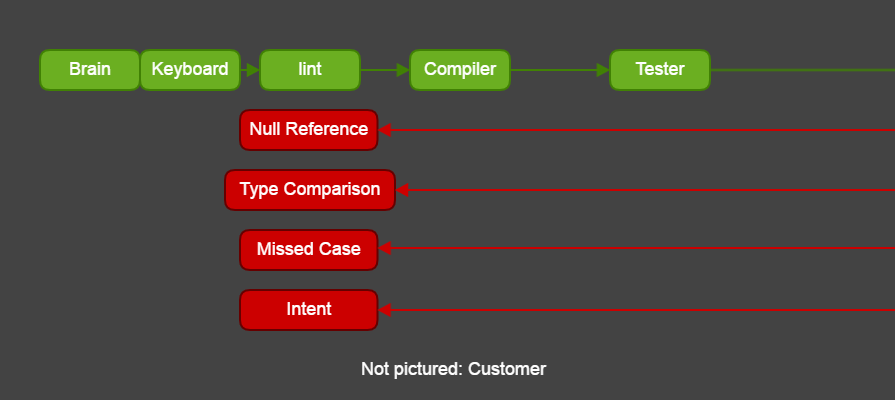 Brain
Keyboard
lint
Compiler
Tester
Null Reference
Type Comparison
Missed Case
Intent
Not pictured: Customer